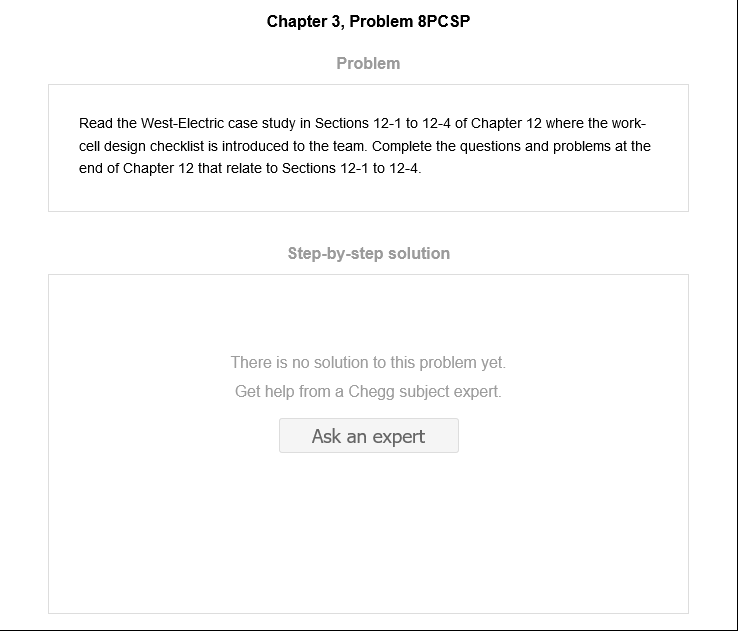 Chapter 3, Problem 8PCSP
Problem
Read the West-Electric case study in Sections 12-1 to 12-4 of Chapter 12 where the work-
cell design checklist is introduced to the team. Complete the questions and problems at the
end of Chapter 12 that relate to Sections 12-1 to 12-4.
Step-by-step solution
There is no solution to this problem yet.
Get help from a Chegg subject expert.
Ask an expert